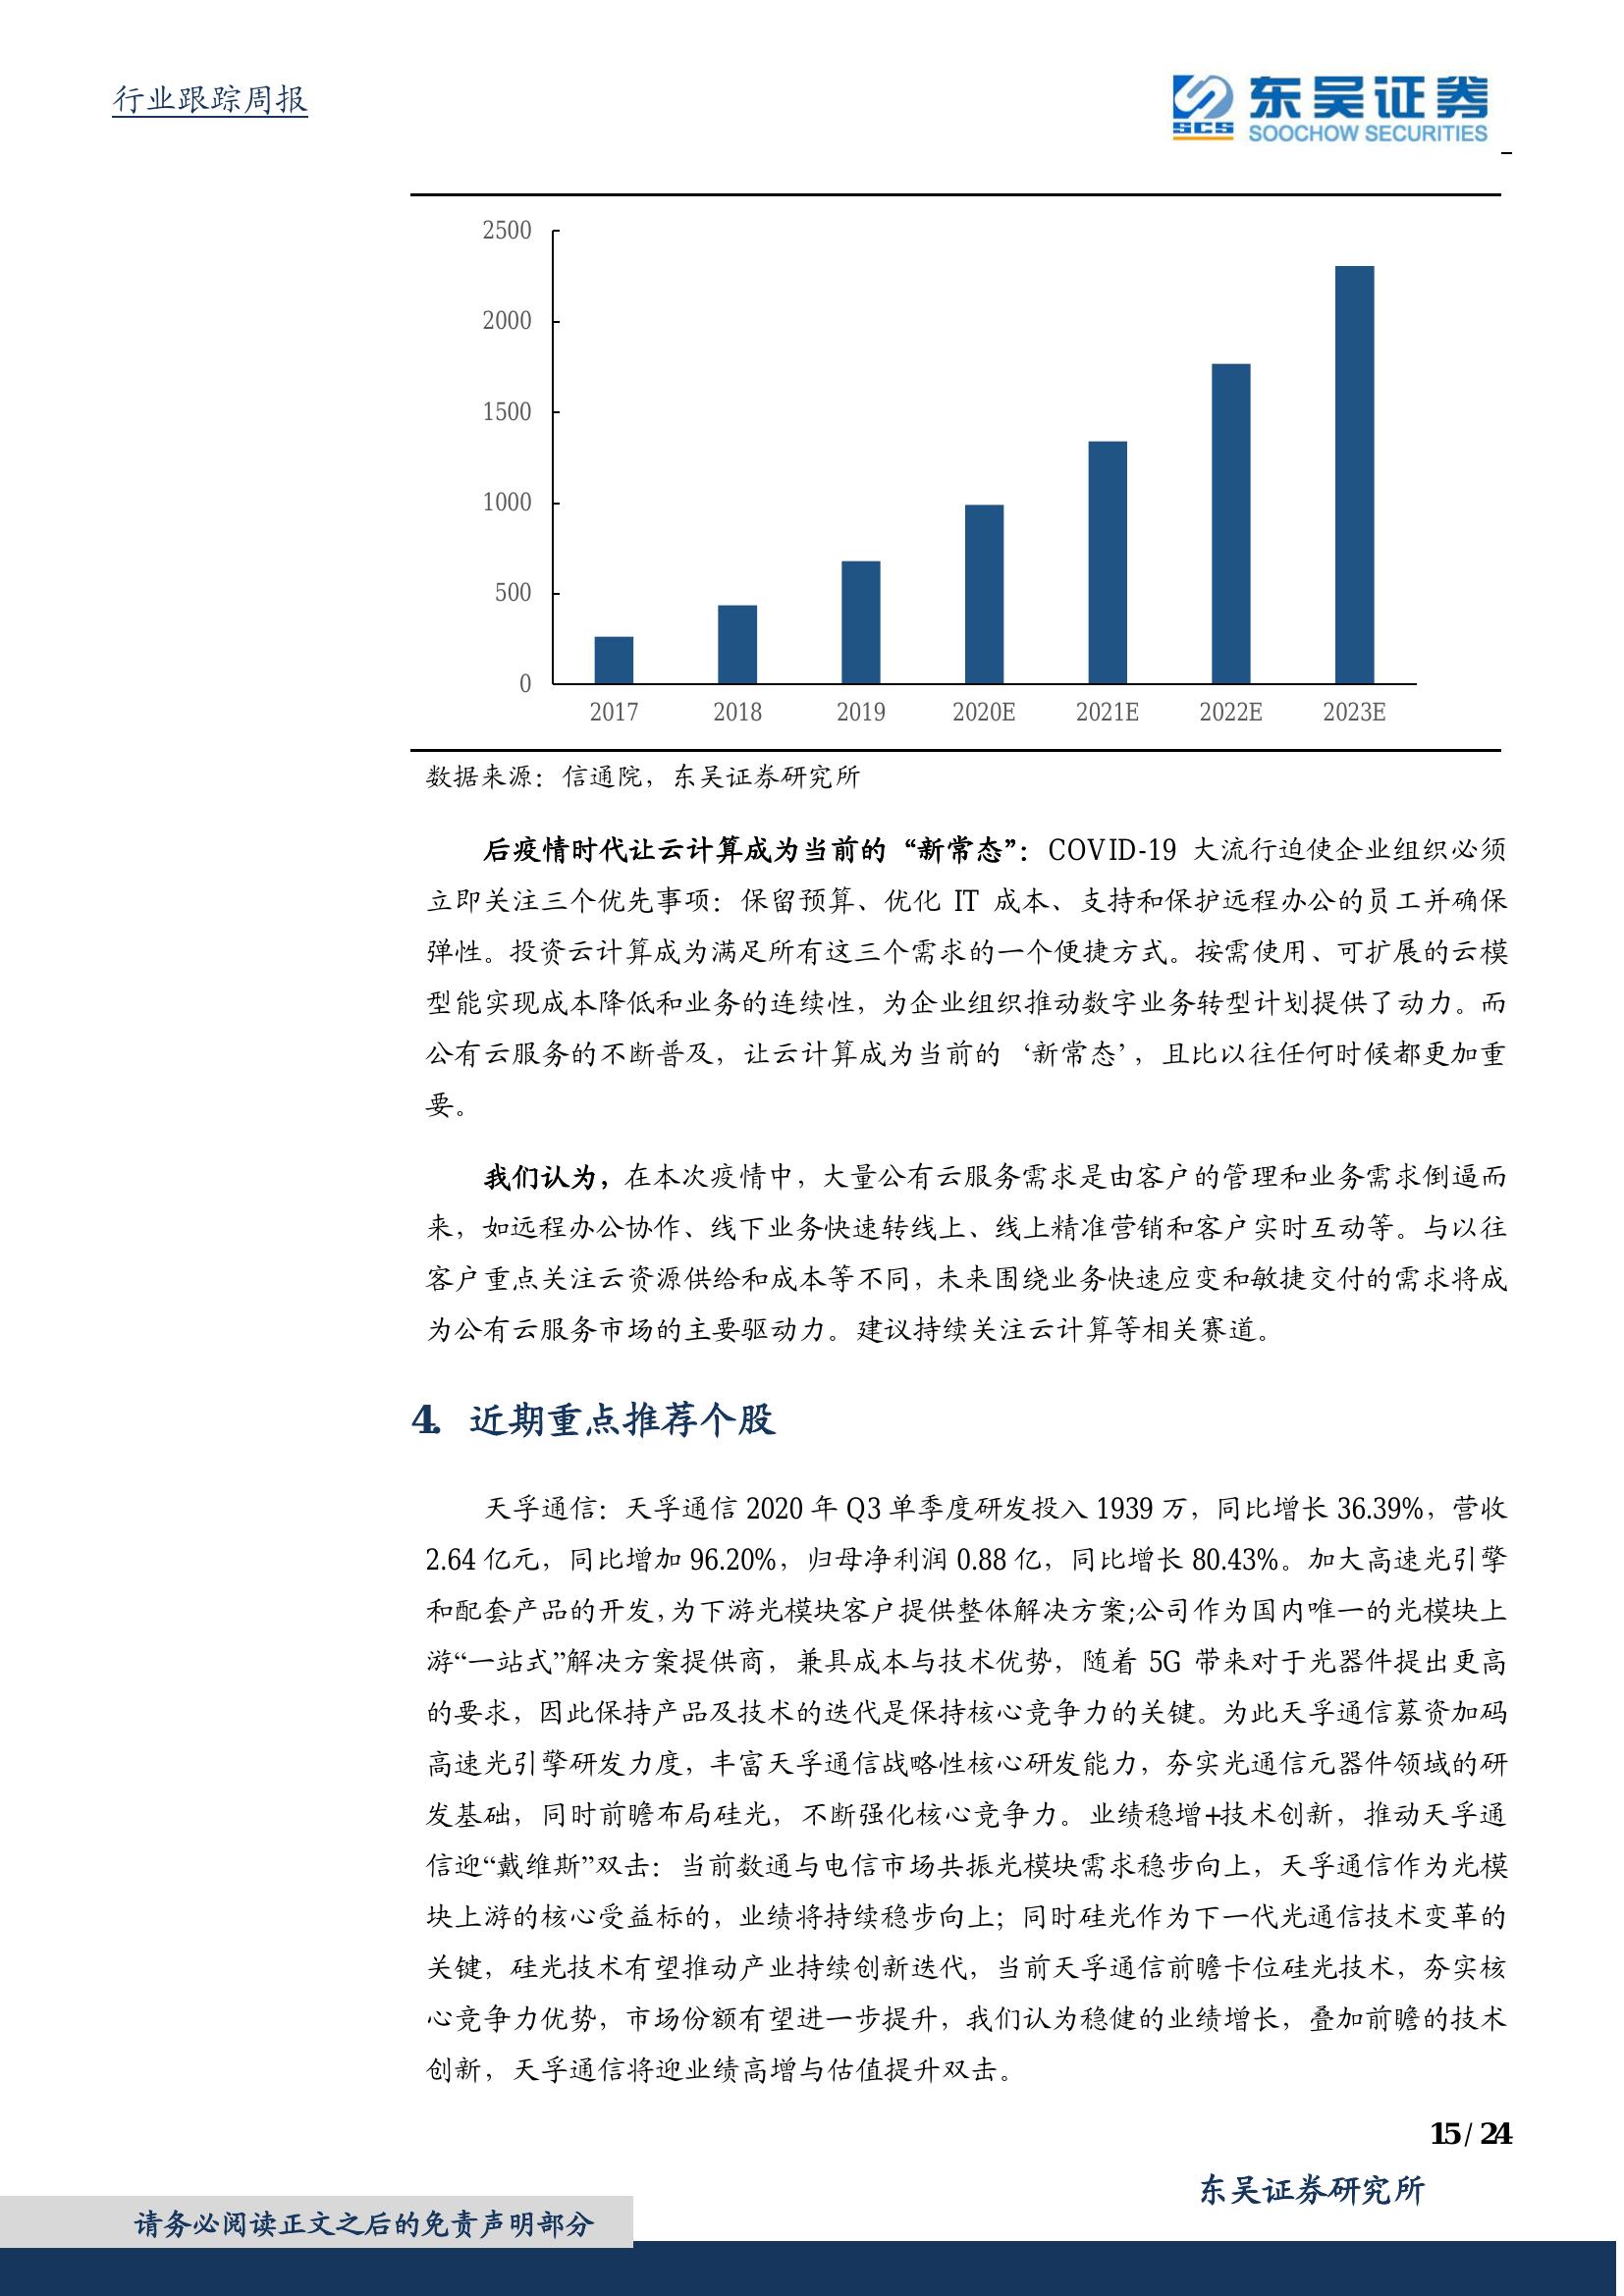 行业跟踪周报
SCS 东吴证券
SOOCHOW SECURITIES
2500
2000
1500
1000
500
0
2017 2018 2019 2020E 2021E 2022E 2023E
数据来源：信通院，东吴证券研究所
后疫情时代让云计算成为当前的“新常态”：COVID-19 大流行迫使企业组织必须
立即关注三个优先事项：保留预算、优化 IT 成本、支持和保护远程办公的员工并确保
弹性。投资云计算成为满足所有这三个需求的一个便捷方式。按需使用、可扩展的云模
型能实现成本降低和业务的连续性，为企业组织推动数字业务转型计划提供了动力。而
公有云服务的不断普及，让云计算成为当前的‘新常态’，且比以往任何时候都更加重
要。
我们认为，在本次疫情中，大量公有云服务需求是由客户的管理和业务需求倒逼而
来，如远程办公协作、线下业务快速转线上、线上精准营销和客户实时互动等。与以往
客户重点关注云资源供给和成本等不同，未来围绕业务快速应变和敏捷交付的需求将成
为公有云服务市场的主要驱动力。建议持续关注云计算等相关赛道。
4. 近期重点推荐个股
天孚通信：天孚通信 2020 年 Q3 单季度研发投入 1939 万，同比增长 36.39%，营收
2.64 亿元，同比增加 96.20%，归母净利润 0.88 亿，同比增长 80.43%。加大高速光引擎
和配套产品的开发,为下游光模块客户提供整体解决方案;公司作为国内唯一的光模块上
游“一站式”解决方案提供商，兼具成本与技术优势，随着 5G 带来对于光器件提出更高
的要求，因此保持产品及技术的迭代是保持核心竞争力的关键。为此天孚通信募资加码
高速光引擎研发力度，丰富天孚通信战略性核心研发能力，夯实光通信元器件领域的研
发基础，同时前瞻布局硅光，不断强化核心竞争力。业绩稳增+技术创新，推动天孚通
信迎“戴维斯”双击：当前数通与电信市场共振光模块需求稳步向上，天孚通信作为光模
块上游的核心受益标的，业绩将持续稳步向上；同时硅光作为下一代光通信技术变革的
关键，硅光技术有望推动产业持续创新迭代，当前天孚通信前瞻卡位硅光技术，夯实核
心竞争力优势，市场份额有望进一步提升，我们认为稳健的业绩增长，叠加前瞻的技术
创新，天孚通信将迎业绩高增与估值提升双击。
15 / 24
东吴证券研究所
请务必阅读正文之后的免责声明部分